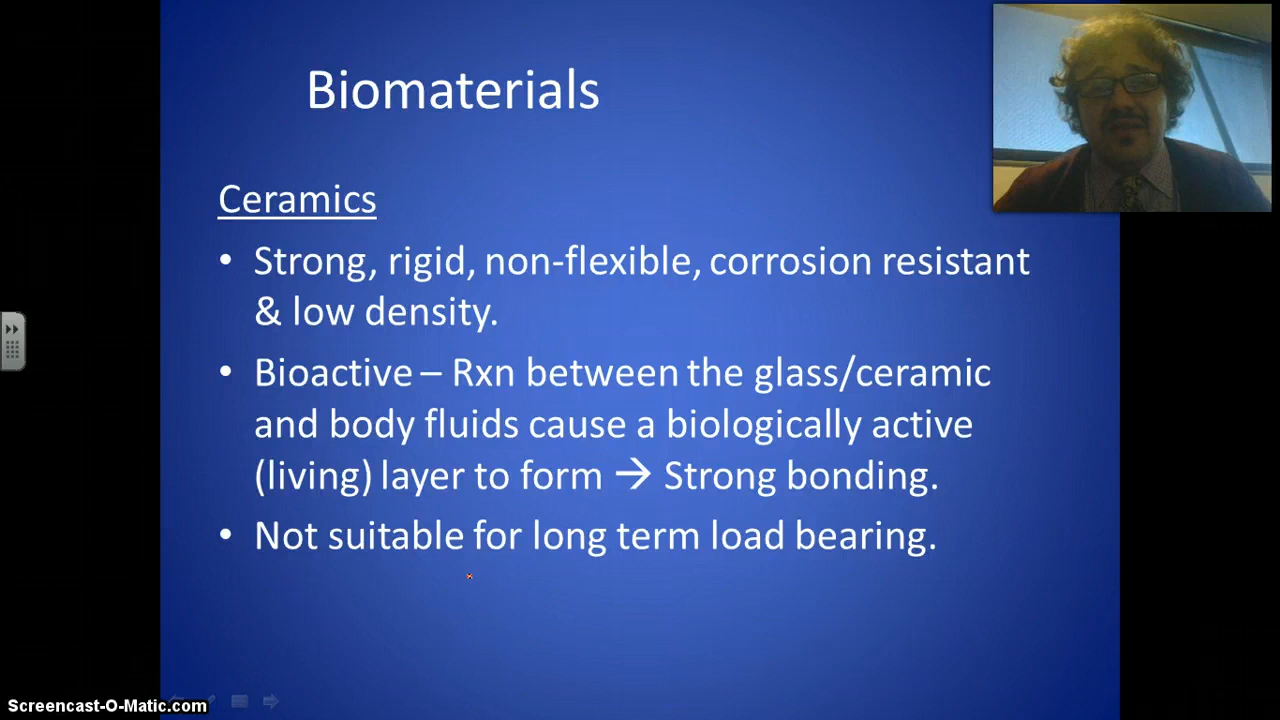 Biomaterials
Ceramics
• Strong, rigid, non-flexible, corrosion resistant
& low density.
• Bioactive – Rxn between the glass/ceramic
and body fluids cause a biologically active
(living) layer to form → Strong bonding.
• Not suitable for long term load bearing.
Screencast-O-Matic.com